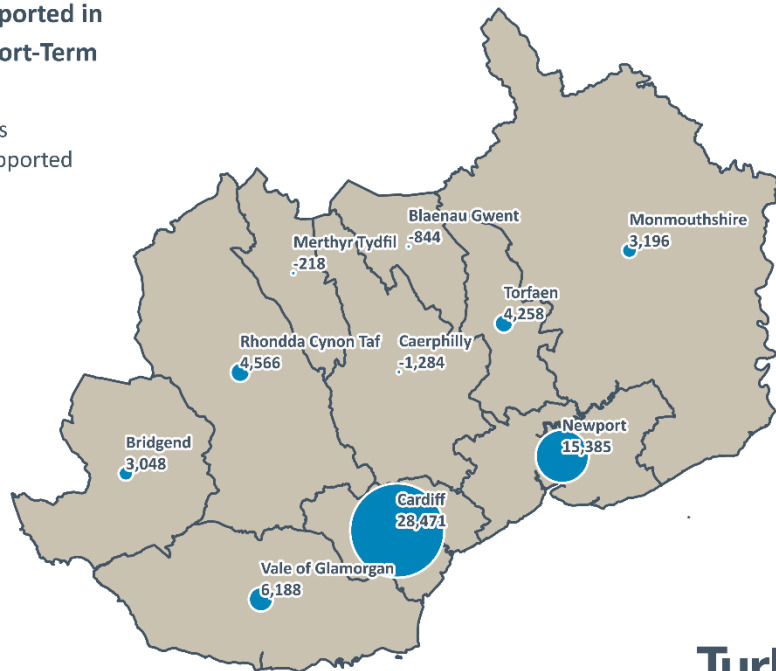 ported in
ort-Term
s
pported
Blaenau Gwent
-844
Monmouthshire
3,196
Merthyr Tydfil
-218
Torfaen
4,258
Rhondda Cynon Taf
4,566
Caerphilly
-1,284
Newport
15,385
Bridgend
3,048
Cardiff
28,471
Vale of Glamorgan
6,188